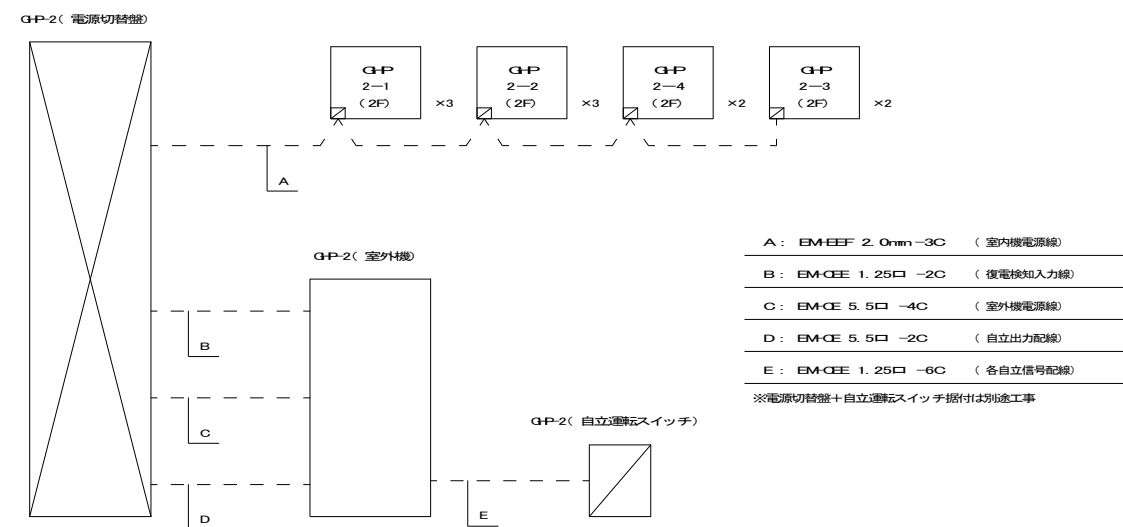 GHP-2(電源切替盤)
GHP
2-1
(2F)
×3
GHP
2-2
(2F)
×3
GHP
2-4
(2F)
×2
GHP
2-3
(2F)
×2
A
GHP-2(室外機)
B
C
D
GHP-2(自立運転スイッチ)
E
A: EM-EEF 2.0mm-3C (室内機電源線)
B: EM-CEE 1.25□ -2C (復電検知入力線)
C: EM-CE 5.5□ -4C (室外機電源線)
D: EM-CE 5.5□ -2C (自立出力配線)
E: EM-CEE 1.25□ -6C (各自立信号配線)
※電源切替盤+自立運転スイッチ据付は別途工事